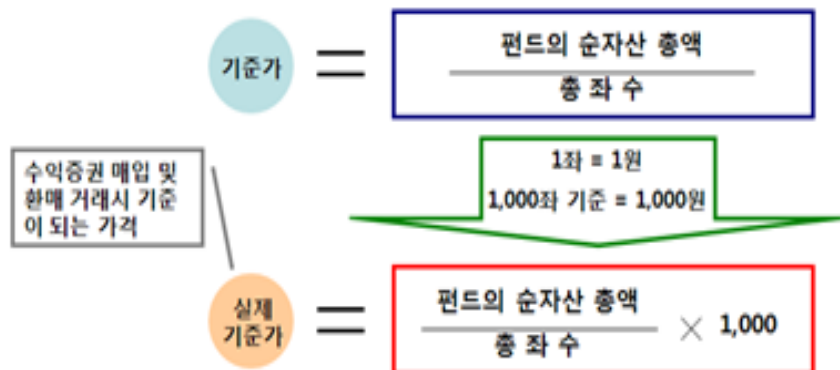 기준가
=
펀드의 순자산 총액
총 좌 수
1좌 = 1원
1,000좌 기준 = 1,000원
수익증권 매입 및
환매 거래시 기준
이 되는 가격
실제
기준가
=
펀드의 순자산 총액
총 좌 수
× 1,000